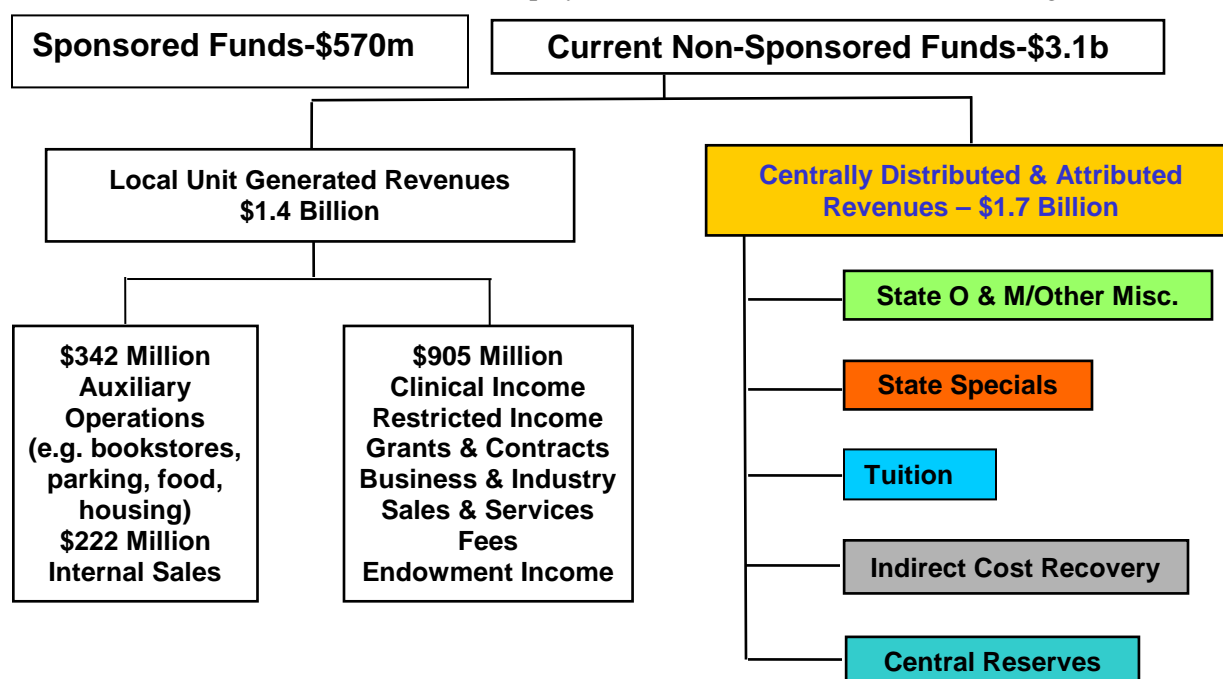 Sponsored Funds-$570m
Current Non-Sponsored Funds-$3.1b
Local Unit Generated Revenues
$1.4 Billion
Centrally Distributed & Attributed
Revenues – $1.7 Billion
$342 Million
Auxiliary
Operations
(e.g. bookstores,
parking, food,
housing)
$222 Million
Internal Sales
$905 Million
Clinical Income
Restricted Income
Grants & Contracts
Business & Industry
Sales & Services
Fees
Endowment Income
State O & M/Other Misc.
State Specials
Tuition
Indirect Cost Recovery
Central Reserves